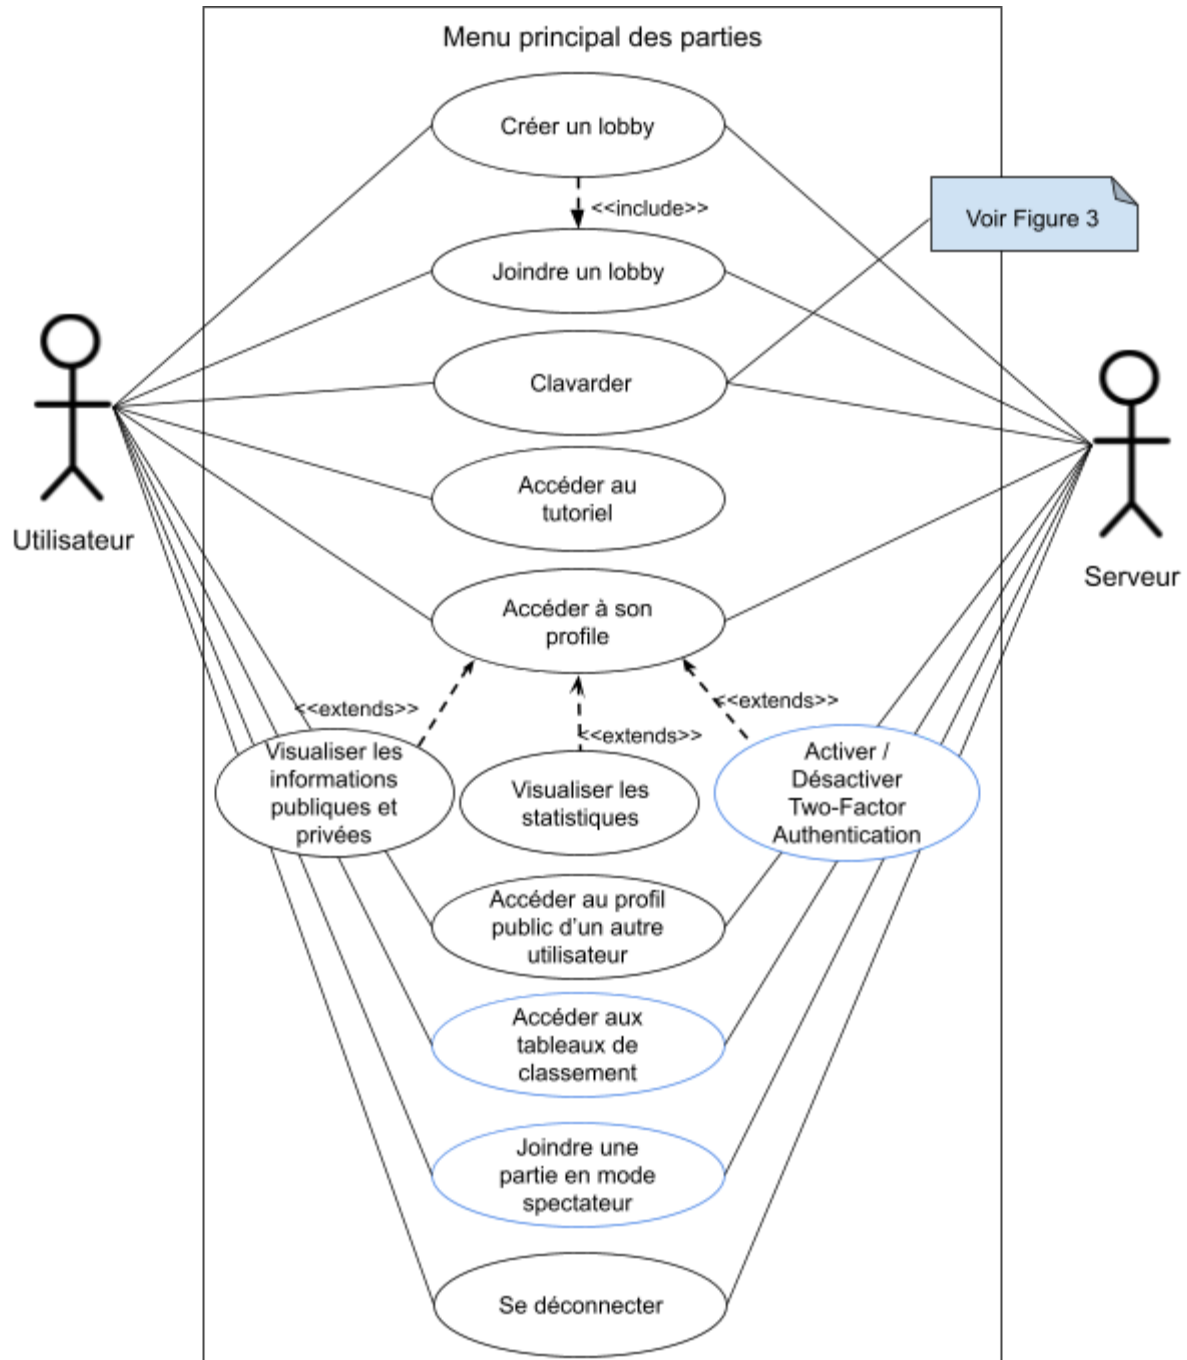 Menu principal des parties
Créer un lobby
<<include>>
Voir Figure 3
Joindre un lobby
Clavarder
Accéder au
tutoriel
Utilisateur
Serveur
Accéder à son
profile
<<extends>>
<<extends>>
<<extends>>
Visualiser les
informations
publiques et
privées
Visualiser les
statistiques
Activer /
Désactiver
Two-Factor
Authentication
Accéder au profil
public d'un autre
utilisateur
Accéder aux
tableaux de
classement
Joindre une
partie en mode
spectateur
Se déconnecter